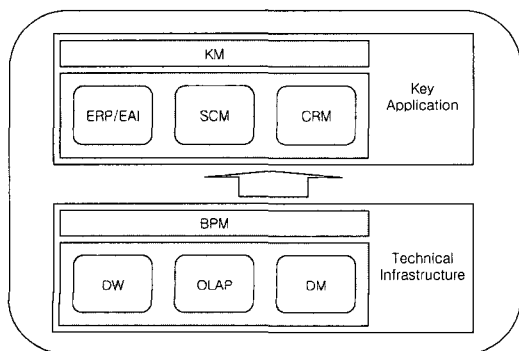 KM
ERP/EAI
SCM
CRM
Key
Application
BPM
DW
OLAP
DM
Technical
Infrastructure